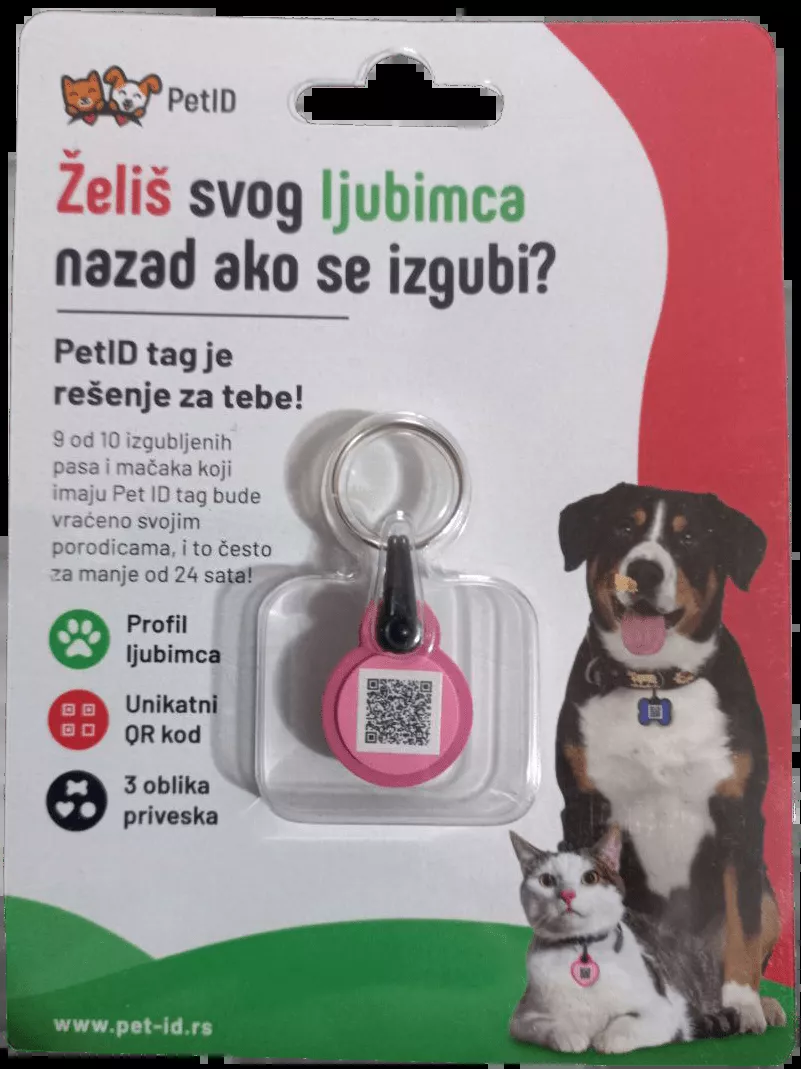 PetID
Želiš svog ljubimca
nazad ako se izgubi?
PetID tag je
rešenje za tebe!
9 od 10 izgubljenih
pasa i mačaka koji
imaju Pet ID tag bude
vraćeno svojim
porodicama, i to često
za manje od 24 sata!
Profil
ljubimca
Unikatni
QR kod
3 oblika
priveska
www.pet-id.rs